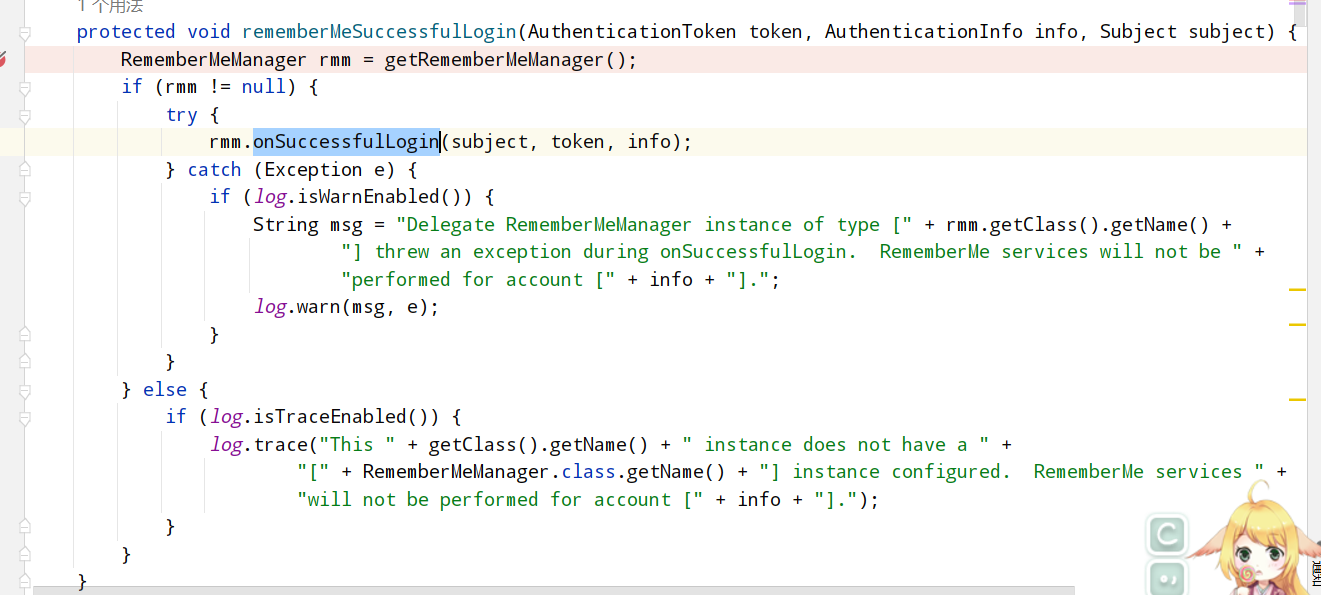 1 个用法
protected void rememberMeSuccessfulLogin(AuthenticationToken token, AuthenticationInfo info, Subject subject) {
    RememberMeManager rmm = getRememberMeManager();
    if (rmm != null) {
        try {
            rmm.onSuccessfulLogin(subject, token, info);
        } catch (Exception e) {
            if (log.isWarnEnabled()) {
                String msg = "Delegate RememberMeManager instance of type [" + rmm.getClass().getName() +
                        "] threw an exception during onSuccessfulLogin.  RememberMe services will not be " +
                        "performed for account [" + info + "].";
                log.warn(msg, e);
            }
        }
    } else {
        if (log.isTraceEnabled()) {
            log.trace("This " + getClass().getName() + " instance does not have a " +
                    "[" + RememberMeManager.class.getName() + "] instance configured.  RememberMe services " +
                    "will not be performed for account [" + info + "].");
        }
    }
}
C